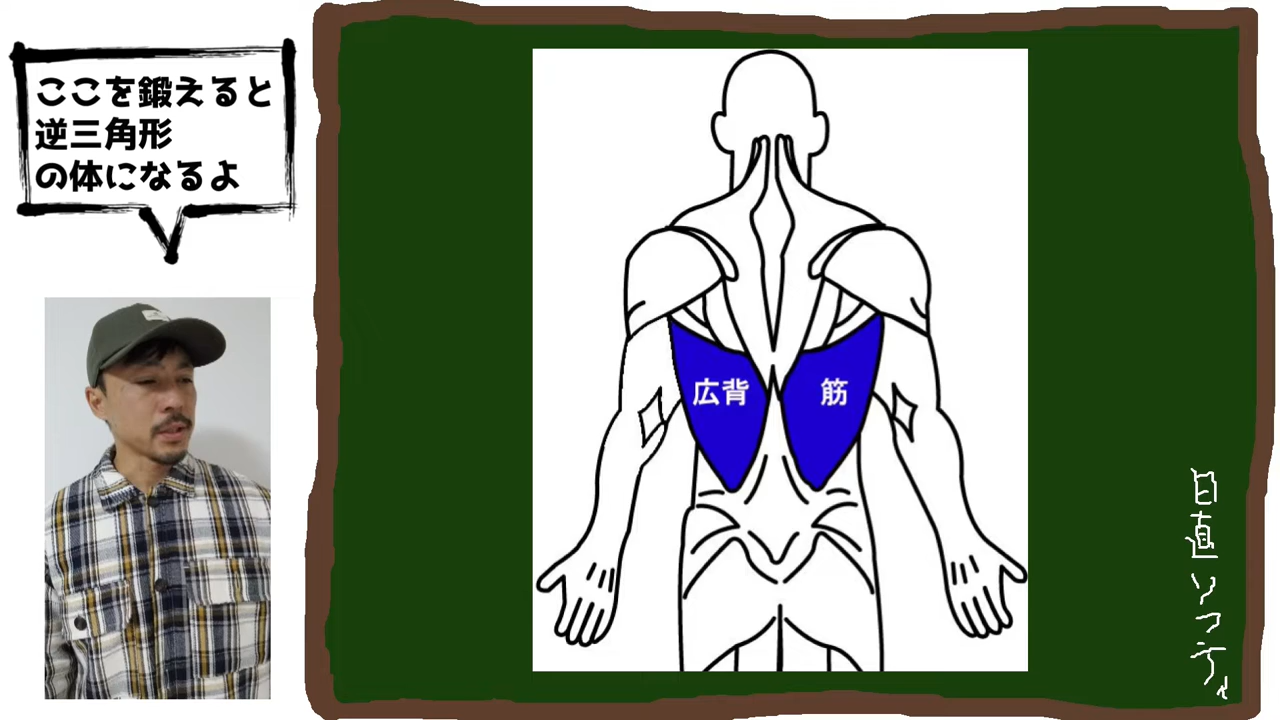 ここを鍛えると
逆三角形
の体になるよ
広背 筋
日直 ソフティ